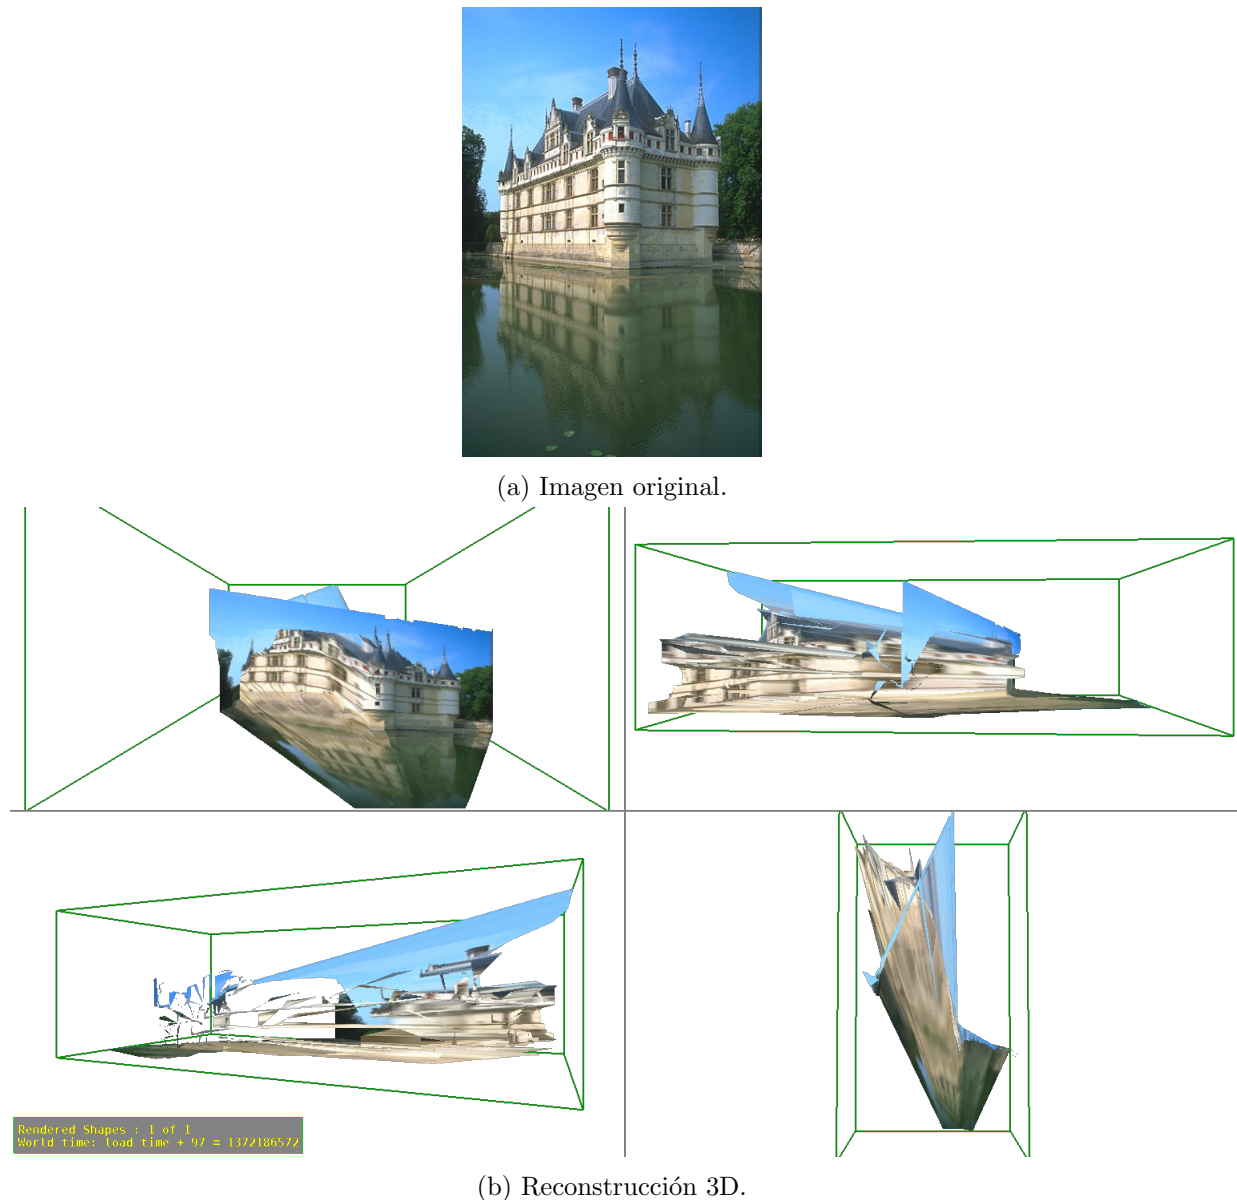 (a) Imagen original.
Rendered Shapes : 1 of 1
World time: load time + 97 = 1372186572
(b) Reconstrucción 3D.